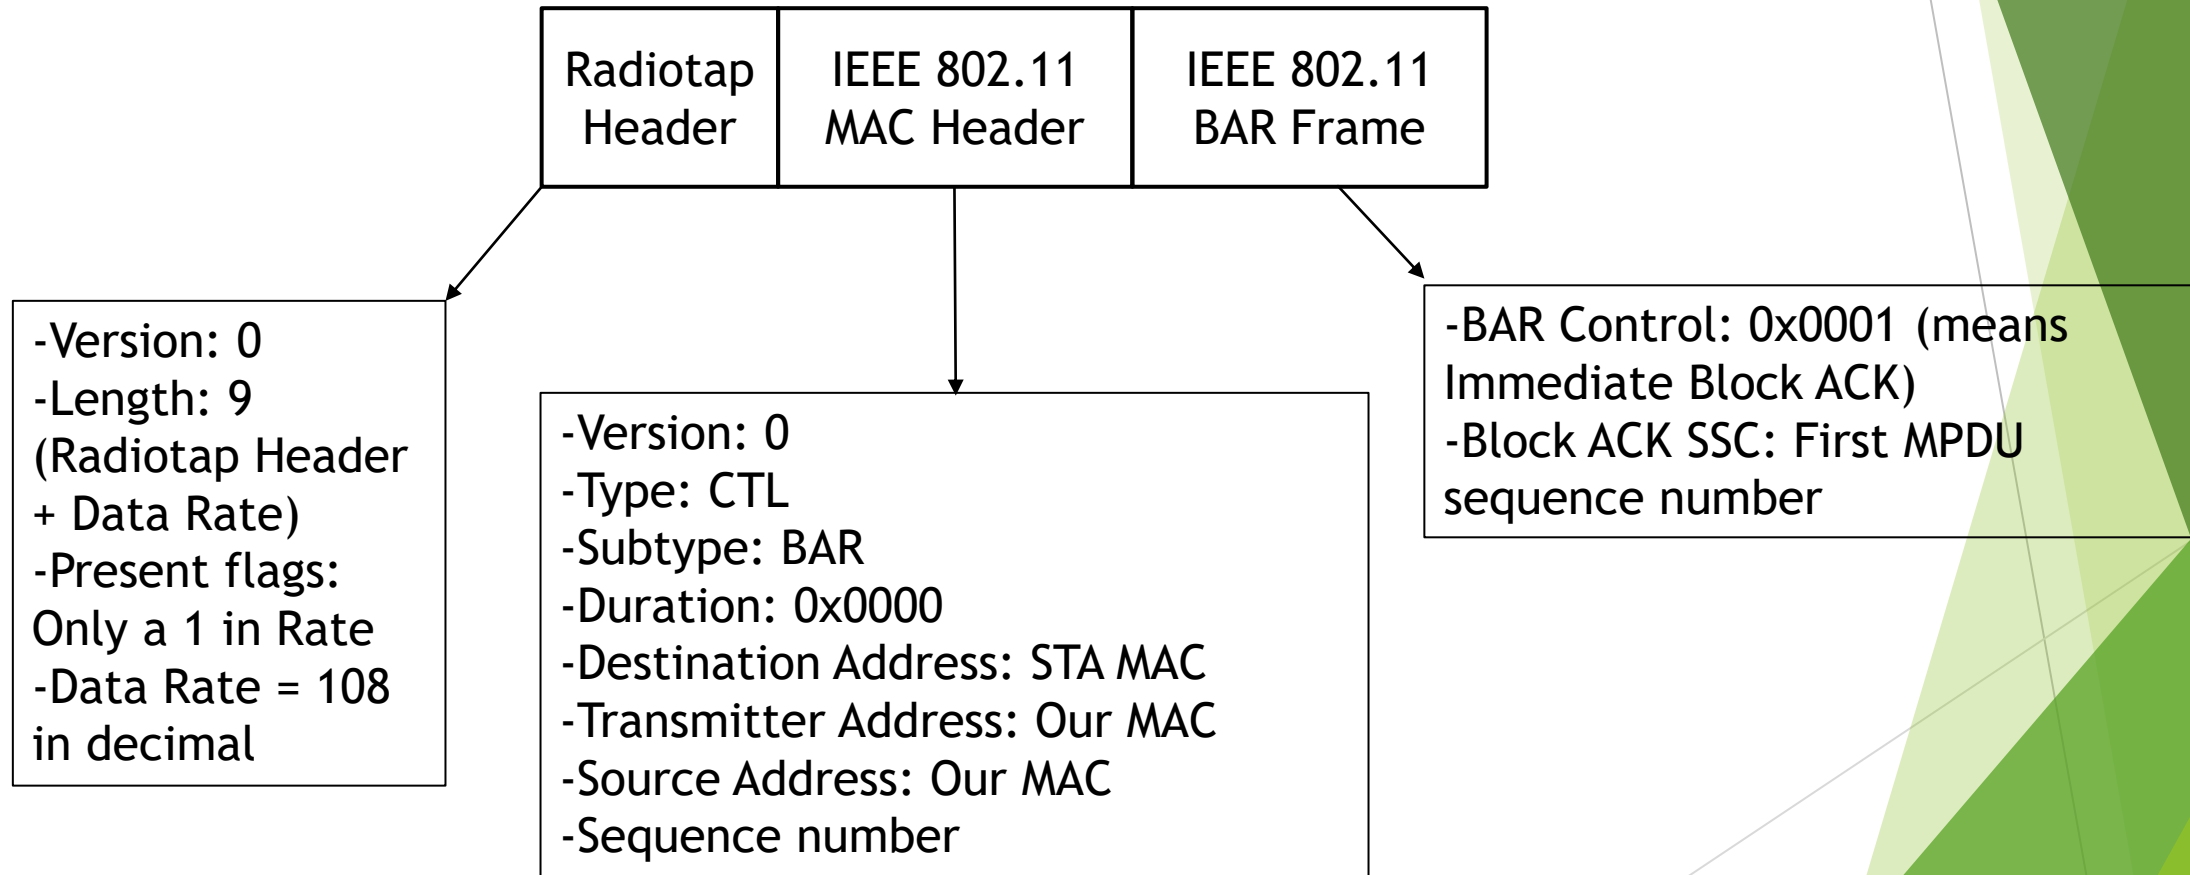 Radiotap
Header
IEEE 802.11
MAC Header
IEEE 802.11
BAR Frame
-Version: 0
-Length: 9
(Radiotap Header
+ Data Rate)
-Present flags:
Only a 1 in Rate
-Data Rate = 108
in decimal
-Version: 0
-Type: CTL
-Subtype: BAR
-Duration: 0x0000
-Destination Address: STA MAC
-Transmitter Address: Our MAC
-Source Address: Our MAC
-Sequence number
-BAR Control: 0x0001 (means
Immediate Block ACK)
-Block ACK SSC: First MPDU
sequence number